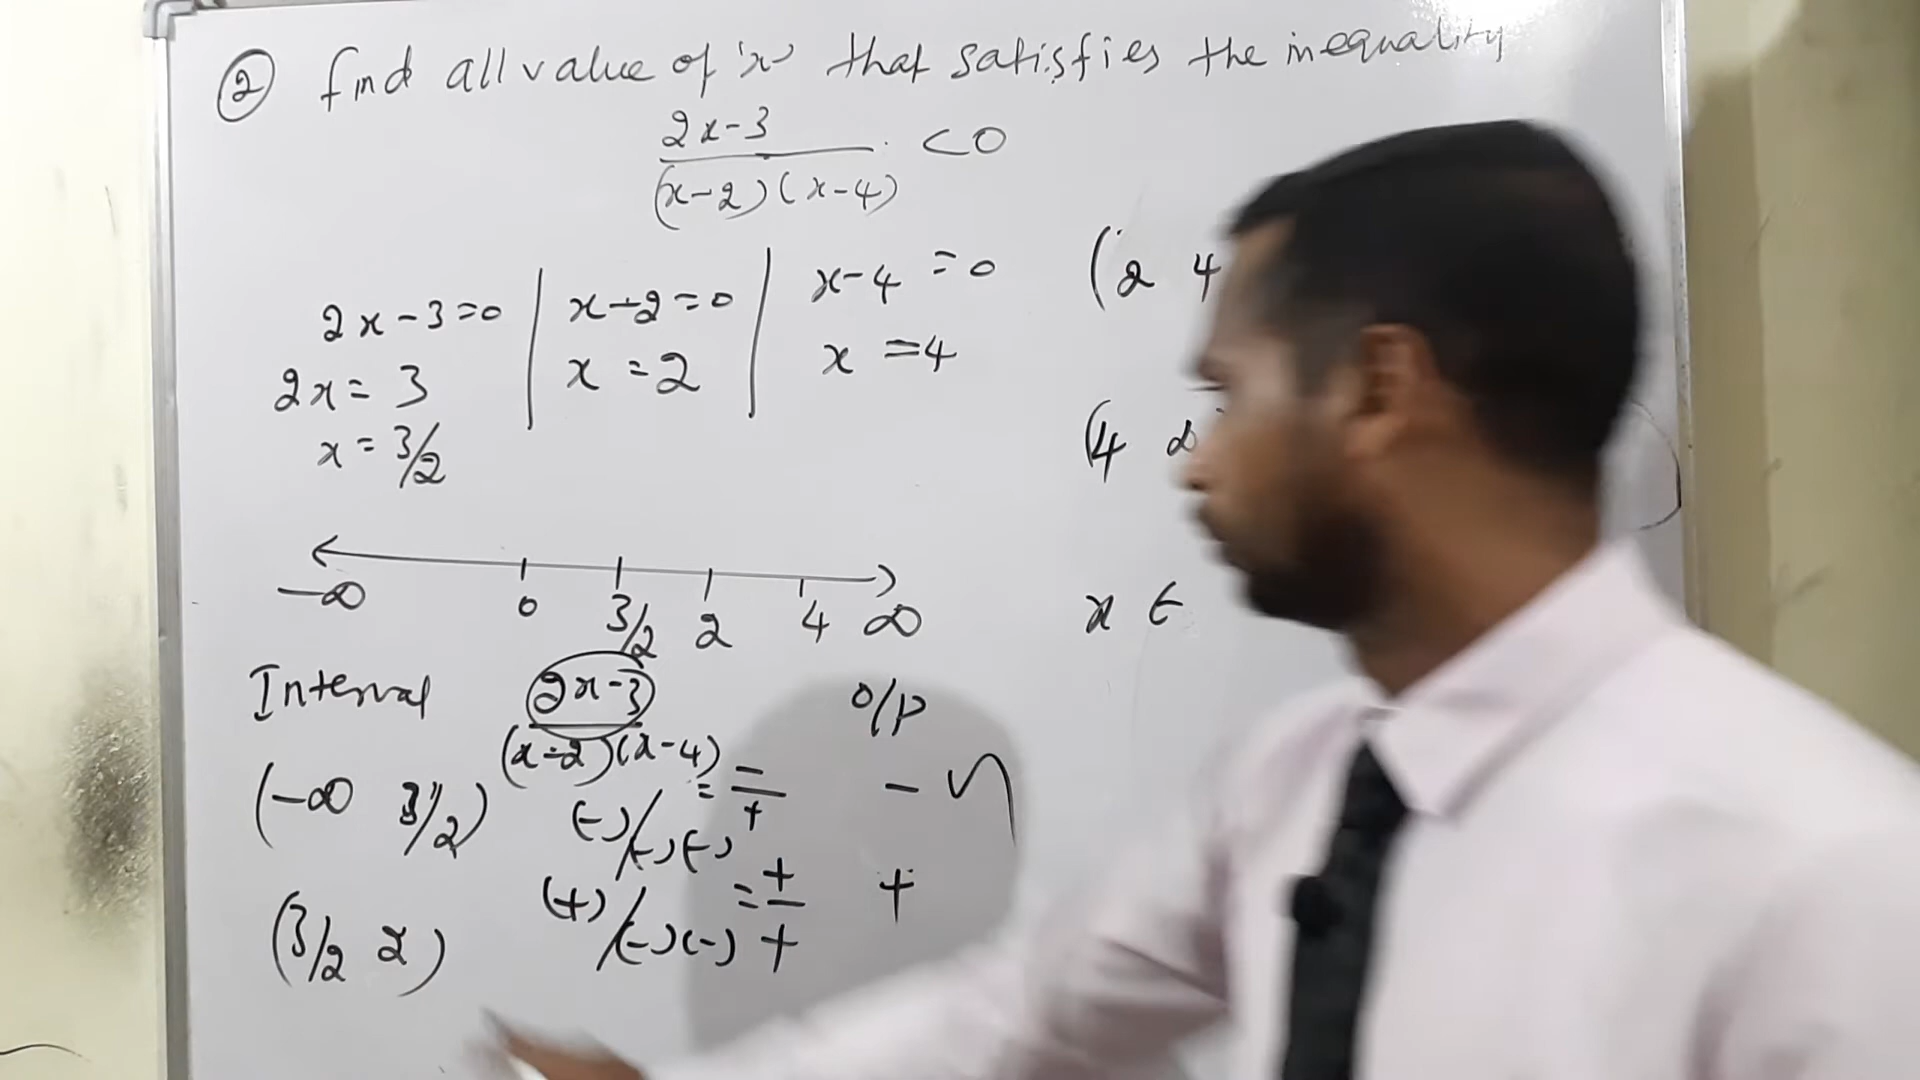 ② find all value of 'x' that satisfies the inequality
2x-3
(x-2)(x-4)
<0
2x-3=0
2x=3
x=3/2
x-2=0
x=2
x-4=0
x=4
-∞ 0 3/2 2 4 ∞
Interval 2x-3 o/p
(x-2)(x-4)
(-∞ 3/2) (-)/(-)(-) = -/+ -
(3/2 2) (+)/(-)(-) = +/+ +
(2 4
(4 ∞
x ∈